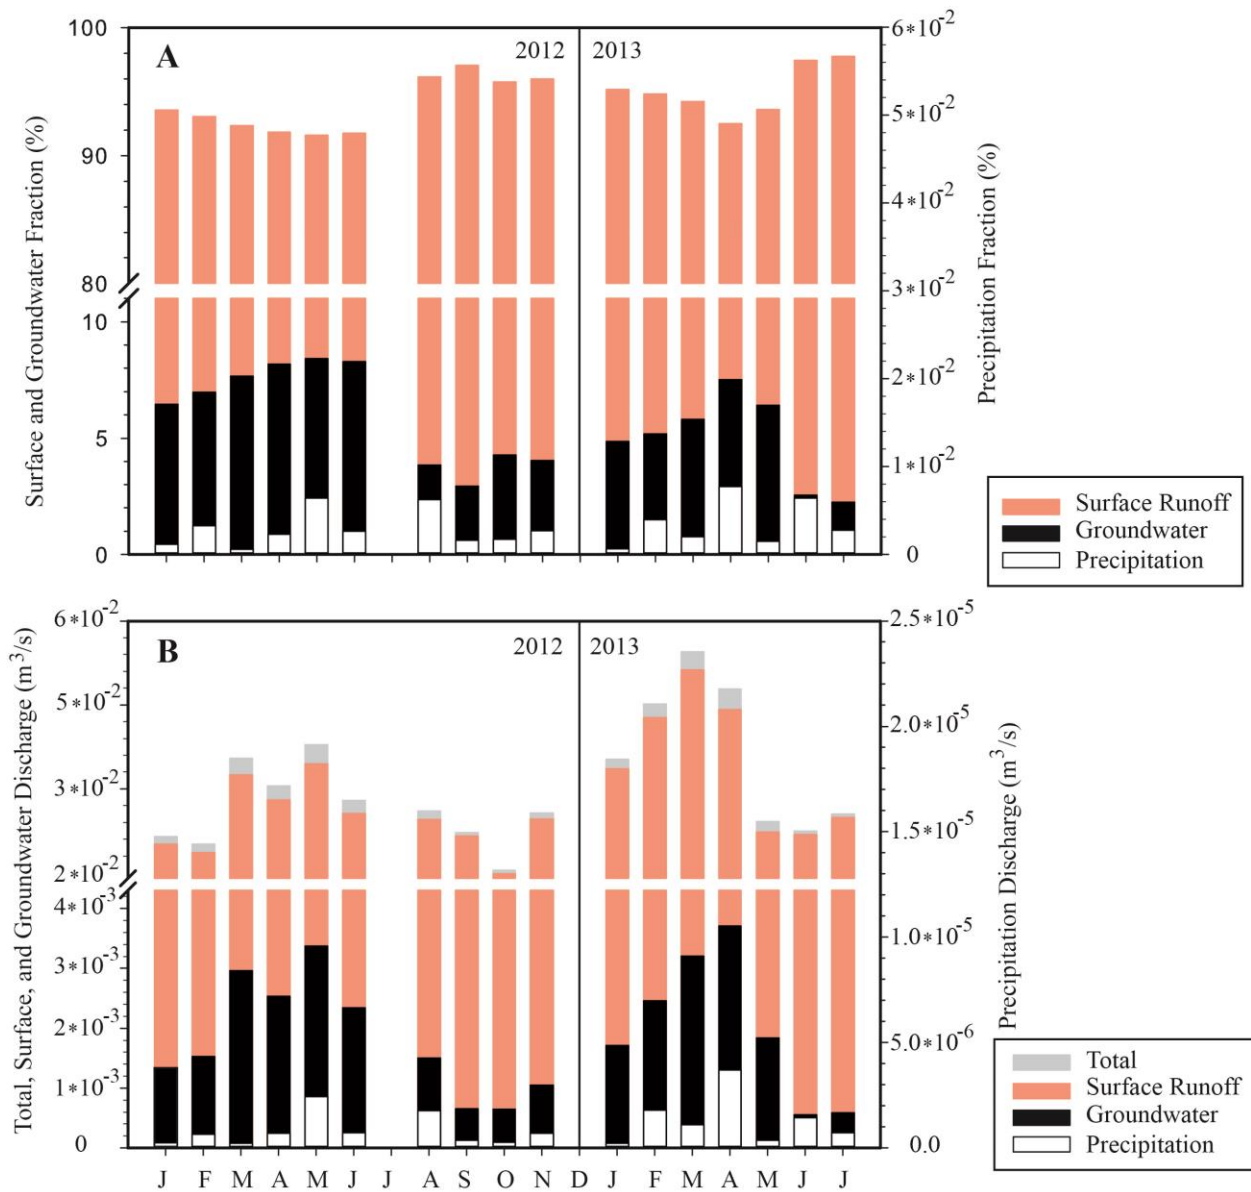 A
2012
2013
100
90
80
10
5
0
Surface and Groundwater Fraction (%)
6*10-2
5*10-2
4*10-2
3*10-2
2*10-2
1*10-2
0
Precipitation Fraction (%)
Surface Runoff
Groundwater
Precipitation
B
2012
2013
6*10-2
5*10-2
3*10-2
2*10-2
4*10-3
3*10-3
2*10-3
1*10-3
0
Total, Surface, and Groundwater Discharge (m3/s)
2.5*10-5
2.0*10-5
1.5*10-5
1.0*10-5
5.0*10-6
0.0
Precipitation Discharge (m3/s)
Total
Surface Runoff
Groundwater
Precipitation
J F M A M J J A S O N D J F M A M J J